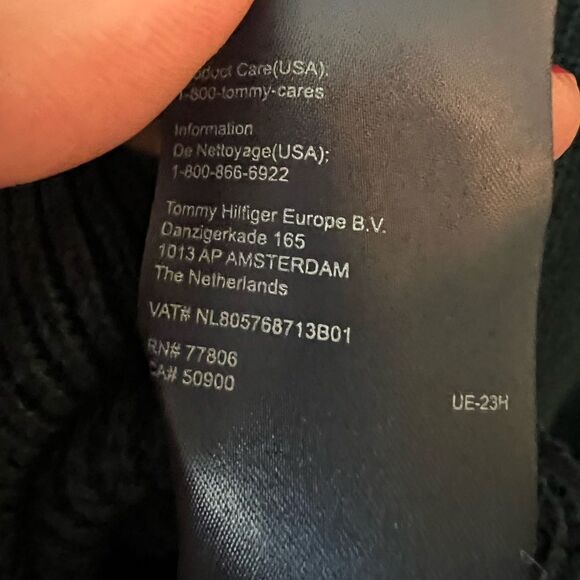 Product Care(USA):
1-800-tommy-cares
Information
De Nettoyage(USA);
1-800-866-6922
Tommy Hilfiger Europe B.V.
Danzigerkade 165
1013 AP AMSTERDAM
The Netherlands
VAT# NL805768713B01
RN# 77806
CA# 50900
UE-23H